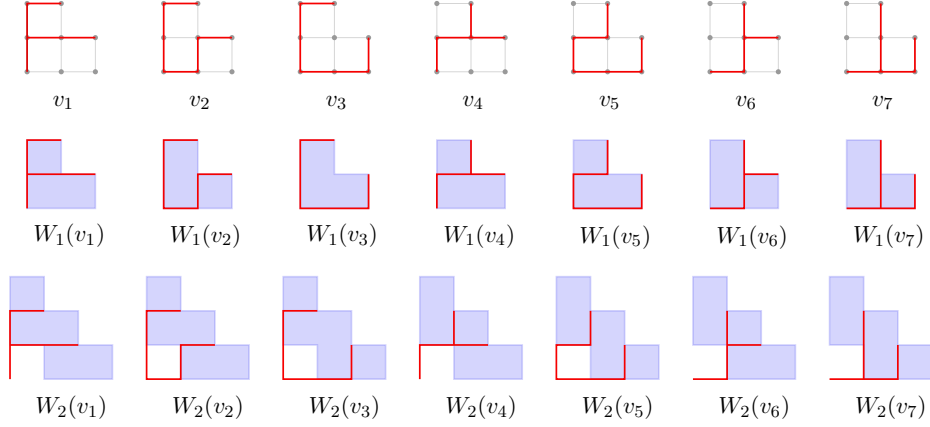 v₁ v₂ v₃ v₄ v₅ v₆ v₇
W₁(v₁) W₁(v₂) W₁(v₃) W₁(v₄) W₁(v₅) W₁(v₆) W₁(v₇)
W₂(v₁) W₂(v₂) W₂(v₃) W₂(v₄) W₂(v₅) W₂(v₆) W₂(v₇)